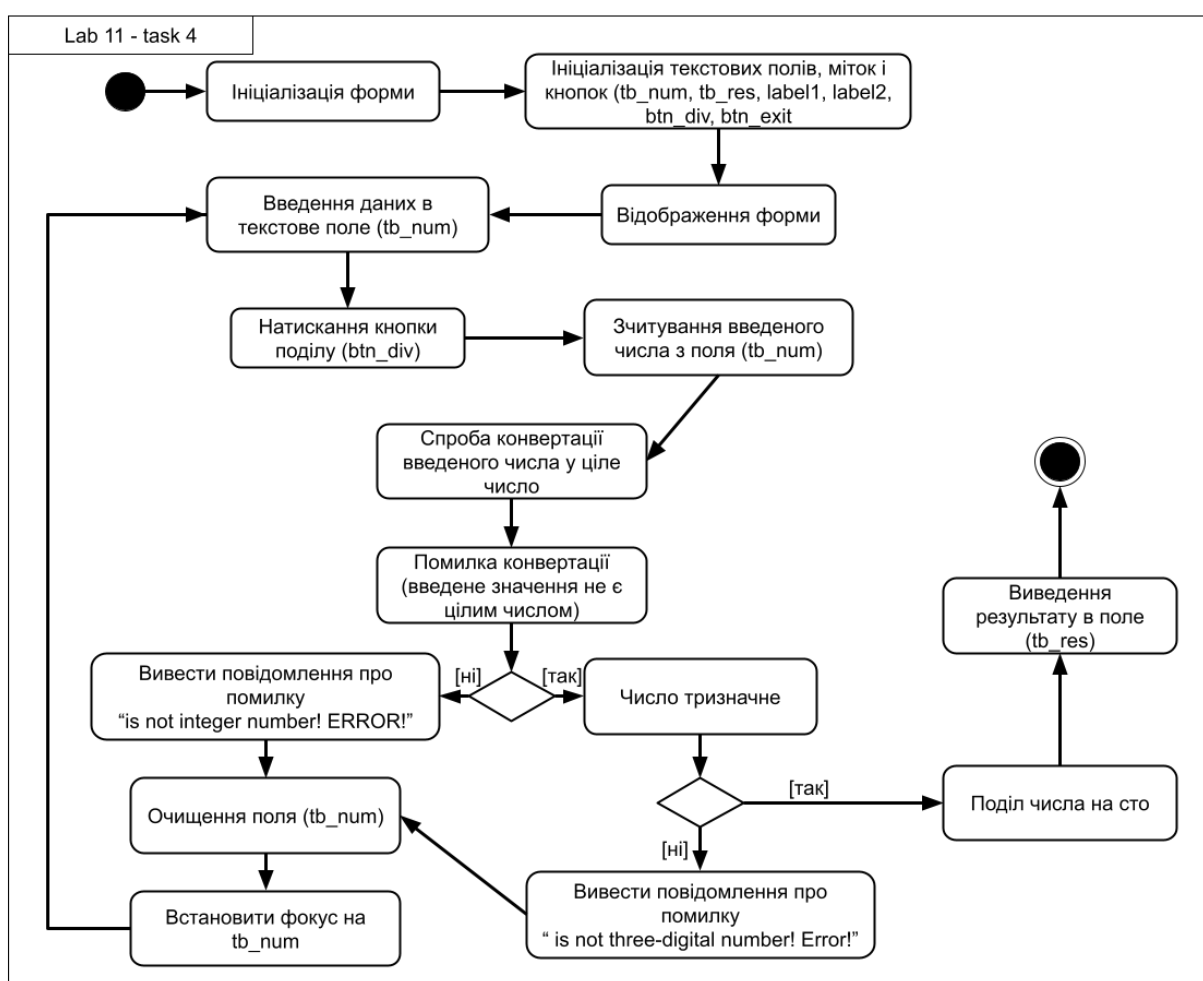 Lab 11 - task 4
Ініціалізація форми
Ініціалізація текстових полів, міток і
кнопок (tb_num, tb_res, label1, label2,
btn_div, btn_exit
Введення даних в
текстове поле (tb_num)
Відображення форми
Натискання кнопки
поділу (btn_div)
Зчитування введеного
числа з поля (tb_num)
Спроба конвертації
введеного числа у ціле
число
Помилка конвертації
(введене значення не є
цілим числом)
Виведення
результату в поле
(tb_res)
[ні]
[так]
Вивести повідомлення про
помилку
“is not integer number! ERROR!”
Число тризначне
[так]
Поділ числа на сто
Очищення поля (tb_num)
[ні]
Встановити фокус на
tb_num
Вивести повідомлення про
помилку
“ is not three-digital number! Error!”